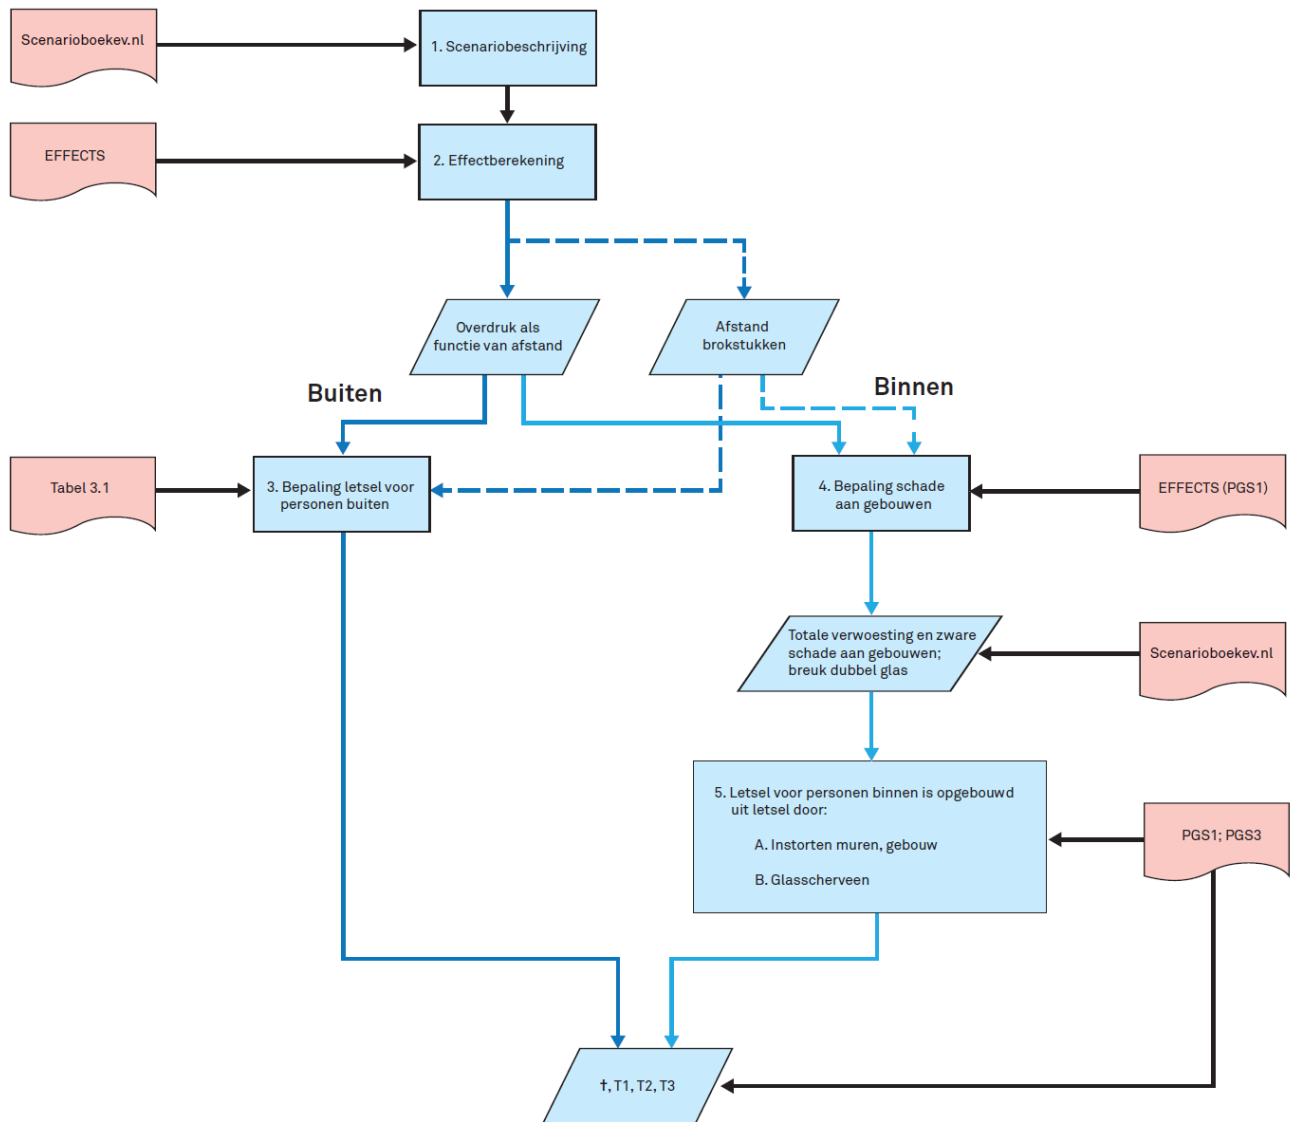 Scenarioboekev.nl
1. Scenariobeschrijving
EFFECTS
2. Effectberekening
Overdruk als
functie van afstand
Afstand
brokstukken
Buiten
Binnen
Tabel 3.1
3. Bepaling letsel voor
personen buiten
4. Bepaling schade
aan gebouwen
EFFECTS (PGS1)
Totale verwoesting en zware
schade aan gebouwen;
breuk dubbel glas
Scenarioboekev.nl
5. Letsel voor personen binnen is opgebouwd
uit letsel door:
A. Instorten muren, gebouw
B. Glasscherveen
PGS1; PGS3
†, T1, T2, T3